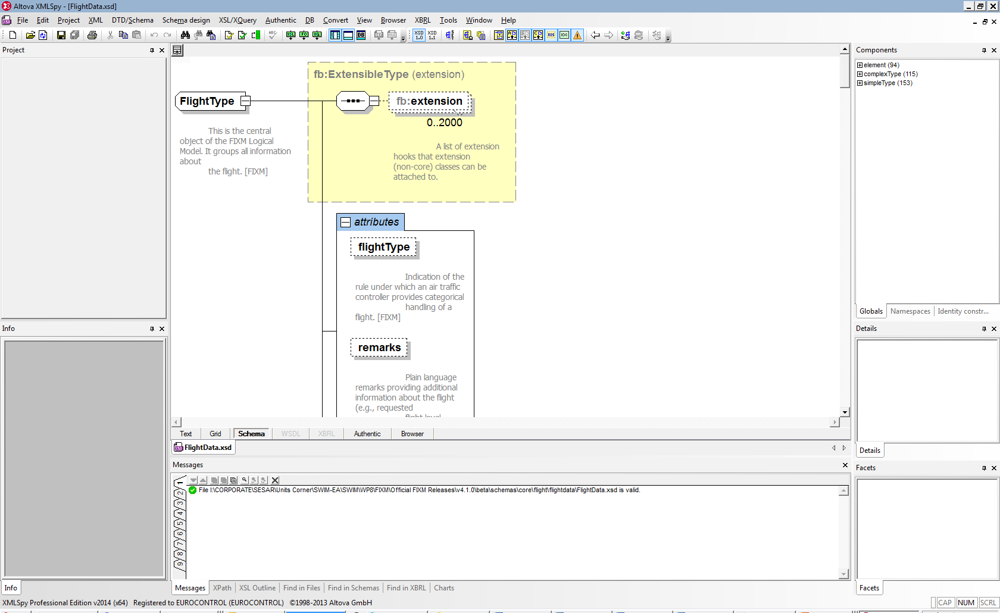 Altova XMLSpy - [FlightData.xsd]
File Edit Project XML DTD/Schema Schema design XSL/XQuery Authentic DB Convert View Browser XBRL Tools Window Help
Project
fb:ExtensibleType (extension)
FlightType
fb:extension
0..2000
This is the central
object of the FIXM Logical
Model. It groups all information
about
the flight. [FIXM]
A list of extension
hooks that extension
(non-core) classes can be
attached to.
attributes
flightType
Indication of the
rule under which an air traffic
controller provides categorical
handling of a
flight. [FIXM]
remarks
Plain language
remarks providing additional
information about the flight
(e.g., requested
flight level
Text Grid Schema WSDL XBRL Authentic Browser
FlightData.xsd
Messages
1
2
3
4
5
6
7
8
9
File I:\CORPORATE\SESAR\Units Corner\SWIM-EA\SWIM\WP8\FIXM\Official FIXM Releases\v4.1.0\beta\schemas\core\flight\flightdata\FlightData.xsd is valid.
Messages XPath XSL Outline Find in Files Find in Schemas Find in XBRL Charts
Components
element (94)
complexType (115)
simpleType (153)
Globals Namespaces Identity constr...
Details
Details
Facets
Facets
Info
Info
XMLSpy Professional Edition v2014 (x64) Registered to EUROCONTROL (EUROCONTROL) ©1998-2013 Altova GmbH
CAP NUM SCRL